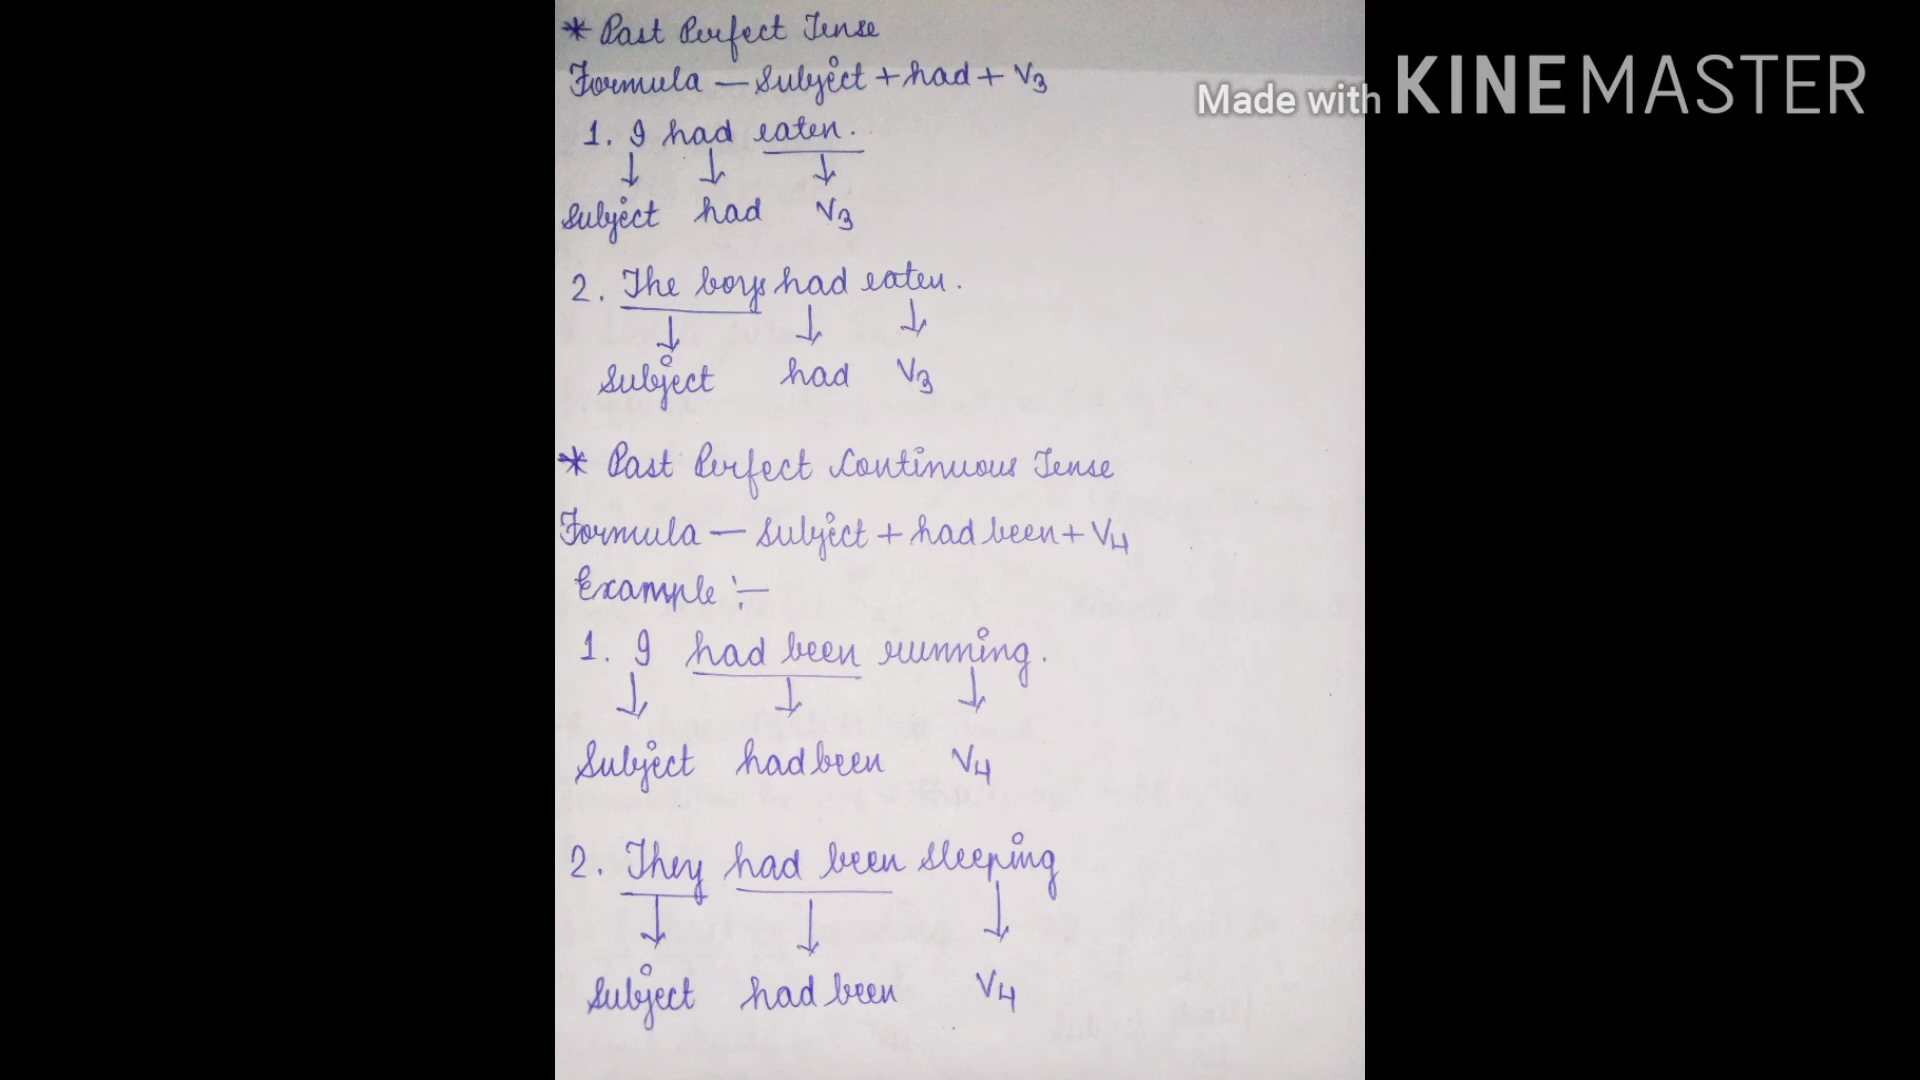 * Past Perfect Tense
Formula — Subject + had + V3
Made with KINEMASTER
1. I had eaten.
Subject had V3
2. The boys had eaten.
Subject had V3
* Past Perfect Continuous Tense
Formula — Subject + had been + V4
Example :-
1. I had been running.
Subject had been V4
2. They had been sleeping
Subject had been V4